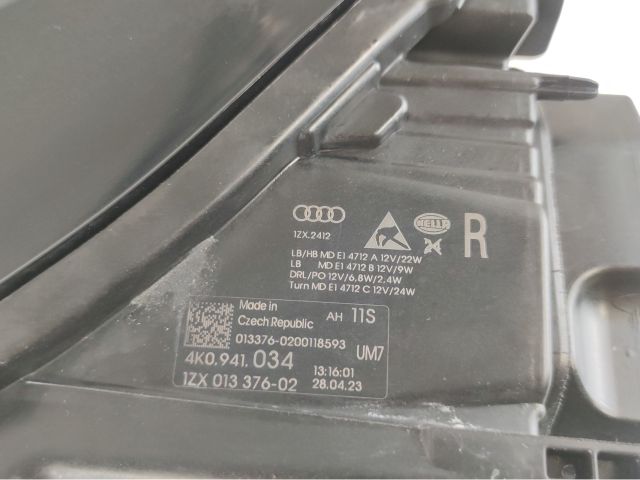 HELLA
R
1ZX.2412
LB/HB MD E1 4712 A 12V/22W
LB MD E1 4712 B 12V/9W
DRL/PO 12V/6,8W/2,4W
Turn MD E1 4712 C 12V/24W
Made in
Czech Republic AH 11S
013376-0200118593
4K0.941.034 UM7
1ZX 013 376-02 13:16:01
28.04.23